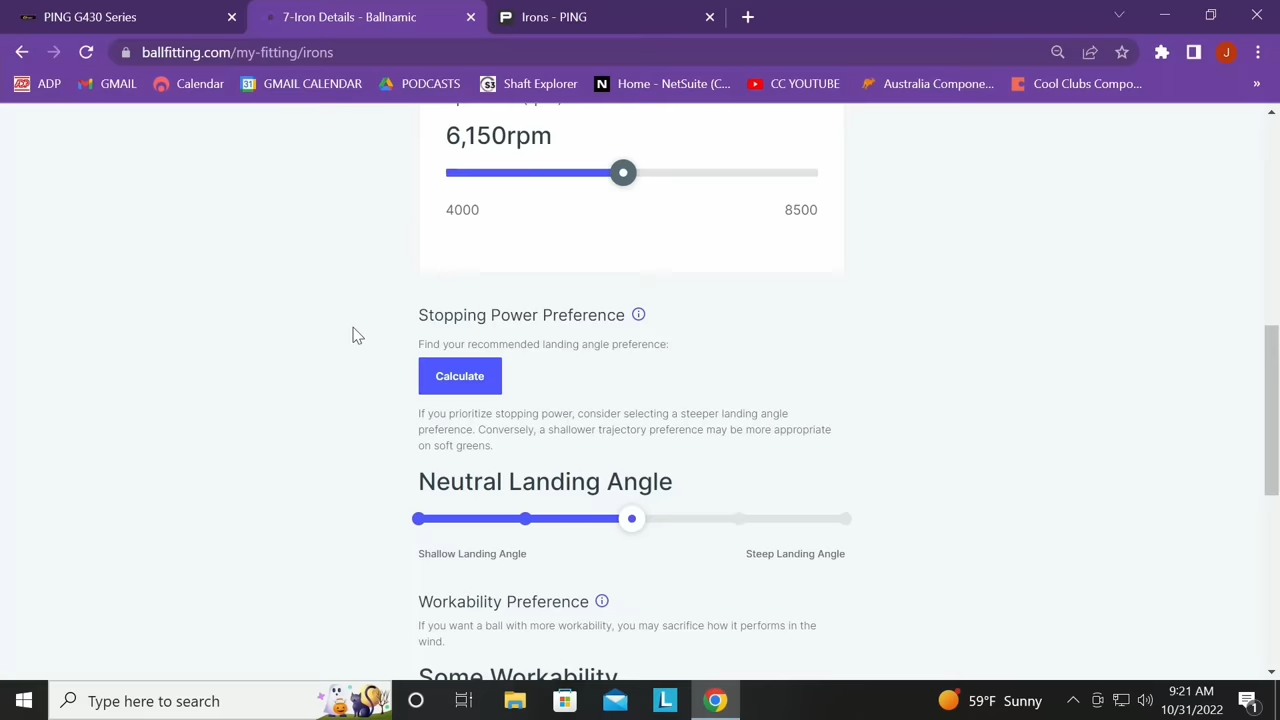 PING G430 Series
7-Iron Details - Ballnamic
Irons - PING
ballfitting.com/my-fitting/irons
J
ADP
GMAIL
Calendar
31
GMAIL CALENDAR
PODCASTS
S3
Shaft Explorer
N
Home - NetSuite (C...
CC YOUTUBE
Australia Compone...
Cool Clubs Compo...
»
6,150rpm
4000
8500
Stopping Power Preference
Find your recommended landing angle preference:
Calculate
If you prioritize stopping power, consider selecting a steeper landing angle
preference. Conversely, a shallower trajectory preference may be more appropriate
on soft greens.
Neutral Landing Angle
Shallow Landing Angle
Steep Landing Angle
Workability Preference
If you want a ball with more workability, you may sacrifice how it performs in the
wind.
Some Workability
Type here to search
L
59°F Sunny
9:21 AM
10/31/2022
1